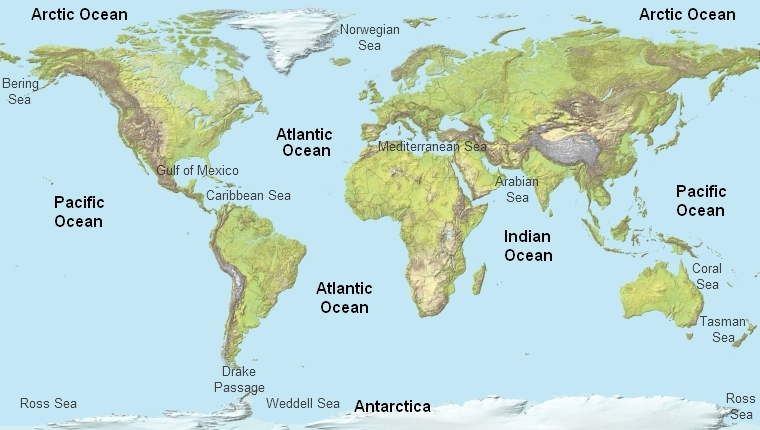 Arctic Ocean
Arctic Ocean
Norwegian
Sea
Bering
Sea
Atlantic
Ocean
Mediterranean Sea
Gulf of Mexico
Caribbean Sea
Arabian
Sea
Pacific
Ocean
Pacific
Ocean
Indian
Ocean
Coral
Sea
Atlantic
Ocean
Tasman
Sea
Drake
Passage
Ross Sea
Weddell Sea
Antarctica
Ross
Sea